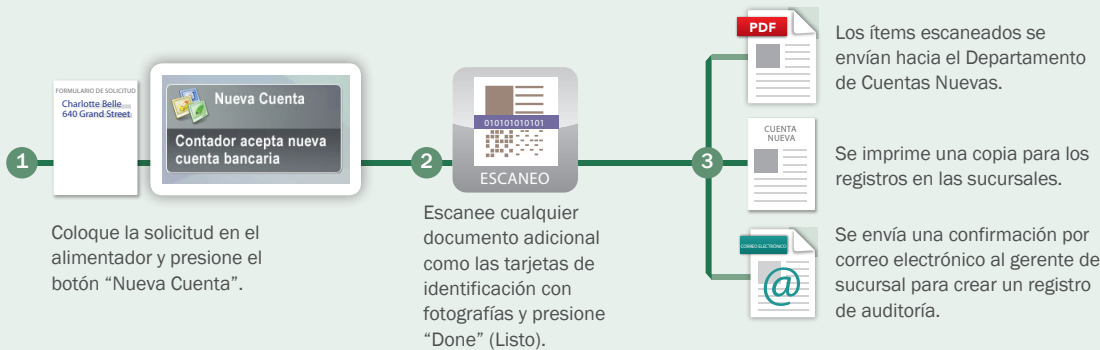 1
FORMULARIO DE SOLICITUD
Charlotte Belle
640 Grand Street
Nueva Cuenta
Contador acepta nueva
cuenta bancaria
Coloque la solicitud en el
alimentador y presione el
botón “Nueva Cuenta”.
2
010101010101
ESCANEO
Escanee cualquier
documento adicional
como las tarjetas de
identificación con
fotografías y presione
“Done” (Listo).
3
PDF
Los ítems escaneados se
envían hacia el Departamento
de Cuentas Nuevas.
CUENTA
NUEVA
Se imprime una copia para los
registros en las sucursales.
CORREO ELECTRÓNICO
@
Se envía una confirmación por
correo electrónico al gerente de
sucursal para crear un registro
de auditoría.